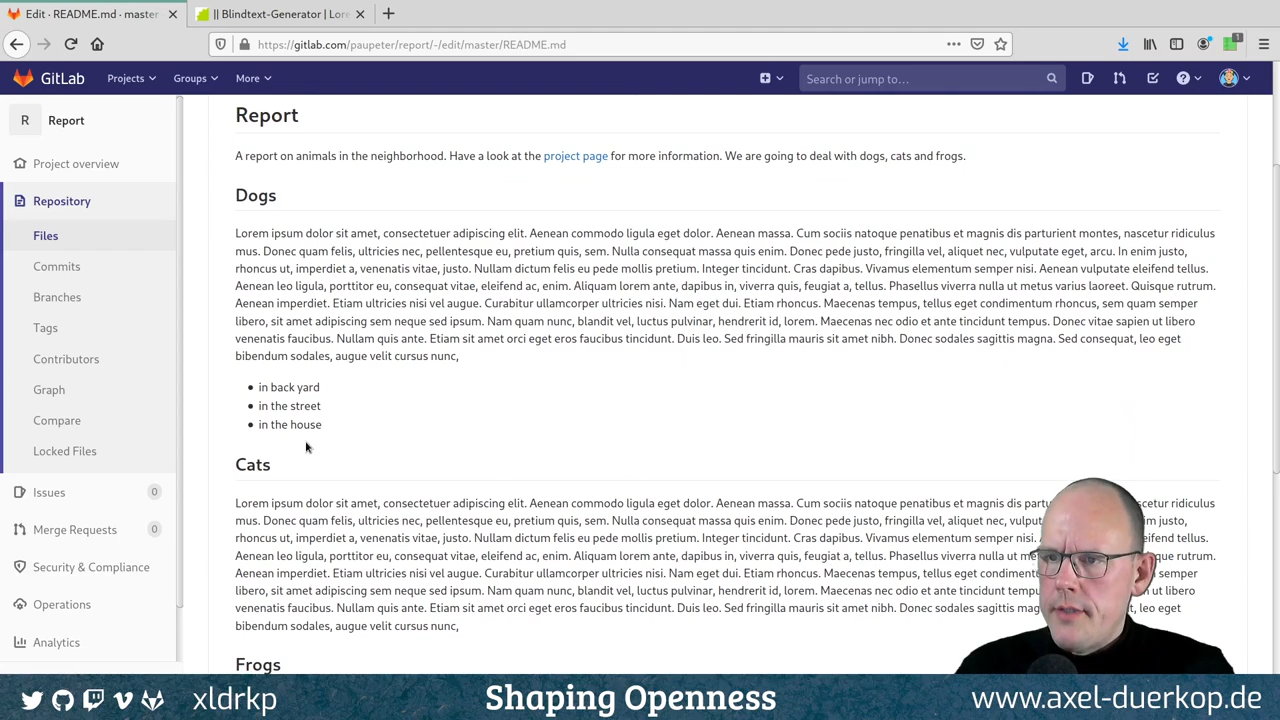 Edit · README.md · master
|| Blindtext-Generator | Lore
https://gitlab.com/paupeter/report/-/edit/master/README.md
1
GitLab
Projects
Groups
More
Search or jump to…
R
Report
Project overview
Repository
Files
Commits
Branches
Tags
Graph
Contributors
Compare
Locked Files
Issues
0
Merge Requests
0
Security & Compliance
Operations
Analytics
Report
A report on animals in the neighborhood. Have a look at the project page for more information. We are going to deal with dogs, cats and frogs.
Dogs
Lorem ipsum dolor sit amet, consectetuer adipiscing elit. Aenean commodo ligula eget dolor. Aenean massa. Cum sociis natoque penatibus et magnis dis parturient montes, nascetur ridiculus
mus. Donec quam felis, ultricies nec, pellentesque eu, pretium quis, sem. Nulla consequat massa quis enim. Donec pede justo, fringilla vel, aliquet nec, vulputate eget, arcu. In enim justo,
rhoncus ut, imperdiet a, venenatis vitae, justo. Nullam dictum felis eu pede mollis pretium. Integer tincidunt. Cras dapibus. Vivamus elementum semper nisi. Aenean vulputate eleifend tellus.
Aenean leo ligula, porttitor eu, consequat vitae, eleifend ac, enim. Aliquam lorem ante, dapibus in, viverra quis, feugiat a, tellus. Phasellus viverra nulla ut metus varius laoreet. Quisque rutrum.
Aenean imperdiet. Etiam ultricies nisi vel augue. Curabitur ullamcorper ultricies nisi. Nam eget dui. Etiam rhoncus. Maecenas tempus, tellus eget condimentum rhoncus, sem quam semper
libero, sit amet adipiscing sem neque sed ipsum. Nam quam nunc, blandit vel, luctus pulvinar, hendrerit id, lorem. Maecenas nec odio et ante tincidunt tempus. Donec vitae sapien ut libero
venenatis faucibus. Nullam quis ante. Etiam sit amet orci eget eros faucibus tincidunt. Duis leo. Sed fringilla mauris sit amet nibh. Donec sodales sagittis magna. Sed consequat, leo eget
bibendum sodales, augue velit cursus nunc,
• in back yard
• in the street
• in the house
Cats
Lorem ipsum dolor sit amet, consectetuer adipiscing elit. Aenean commodo ligula eget dolor. Aenean massa. Cum sociis natoque penatibus et magnis dis scetur ridiculus
mus. Donec quam felis, ultricies nec, pellentesque eu, pretium quis, sem. Nulla consequat massa quis enim. Donec pede justo, fringilla vel, aliquet nec, vulput im justo,
rhoncus ut, imperdiet a, venenatis vitae, justo. Nullam dictum felis eu pede mollis pretium. Integer tincidunt. Cras dapibus. Vivamus elementum semper nisi. eifend tellus.
Aenean leo ligula, porttitor eu, consequat vitae, eleifend ac, enim. Aliquam lorem ante, dapibus in, viverra quis, feugiat a, tellus. Phasellus viverra nulla ut me que rutrum.
Aenean imperdiet. Etiam ultricies nisi vel augue. Curabitur ullamcorper ultricies nisi. Nam eget dui. Etiam rhoncus. Maecenas tempus, tellus eget condimentu semper
libero, sit amet adipiscing sem neque sed ipsum. Nam quam nunc, blandit vel, luctus pulvinar, hendrerit id, lorem. Maecenas nec odio et ante tincidunt tempus. ut libero
venenatis faucibus. Nullam quis ante. Etiam sit amet orci eget eros faucibus tincidunt. Duis leo. Sed fringilla mauris sit amet nibh. Donec sodales sagittis mag t, leo eget
bibendum sodales, augue velit cursus nunc,
Frogs
xldrkp
Shaping Openness
www.axel-duerkop.de